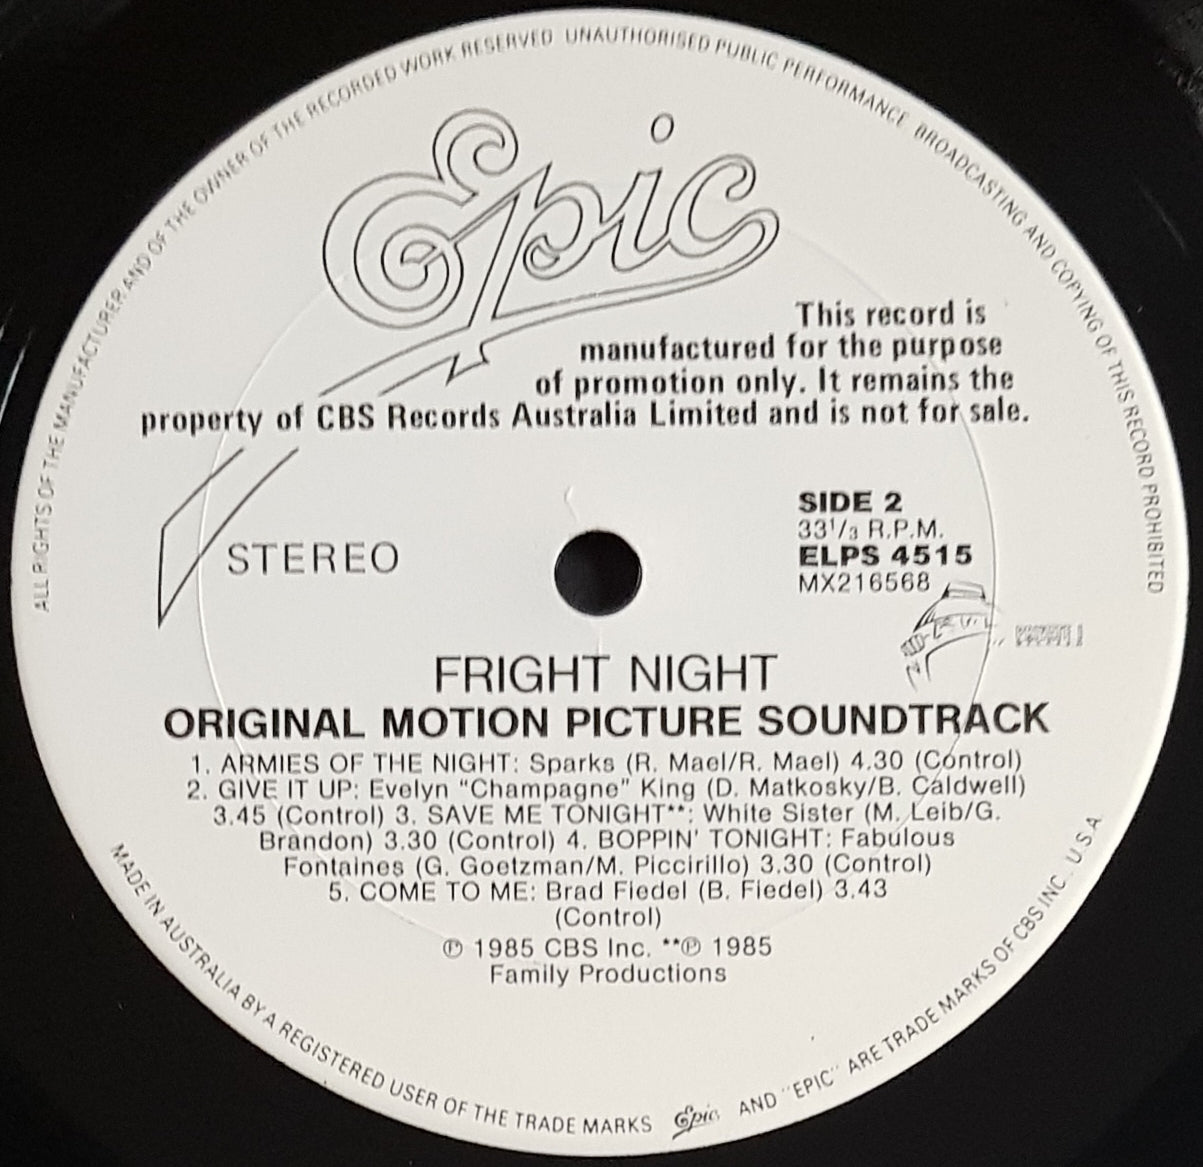 ALL RIGHTS OF THE MANUFACTURER AND OF THE OWNER OF THE RECORDED WORK RESERVED UNAUTHORISED PUBLIC PERFORMANCE BROADCASTING AND COPYING OF THIS RECORD PROHIBITED
Epic
This record is
manufactured for the purpose
of promotion only. It remains the
property of CBS Records Australia Limited and is not for sale.
STEREO
SIDE 2
33 1/3 R.P.M.
ELPS 4515
MX216568
FRIGHT NIGHT
ORIGINAL MOTION PICTURE SOUNDTRACK
1. ARMIES OF THE NIGHT: Sparks (R. Mael/R. Mael) 4.30 (Control)
2. GIVE IT UP: Evelyn "Champagne" King (D. Matkosky/B. Caldwell)
3.45 (Control) 3. SAVE ME TONIGHT**: White Sister (M. Leib/G.
Brandon) 3.30 (Control) 4. BOPPIN' TONIGHT: Fabulous
Fontaines (G. Goetzman/M. Piccirillo) 3.30 (Control)
5. COME TO ME: Brad Fiedel (B. Fiedel) 3.43
(Control)
℗ 1985 CBS Inc. **℗ 1985
Family Productions
MADE IN AUSTRALIA BY A REGISTERED USER OF THE TRADE MARKS Epic AND "EPIC" ARE TRADE MARKS OF CBS INC. U.S.A.